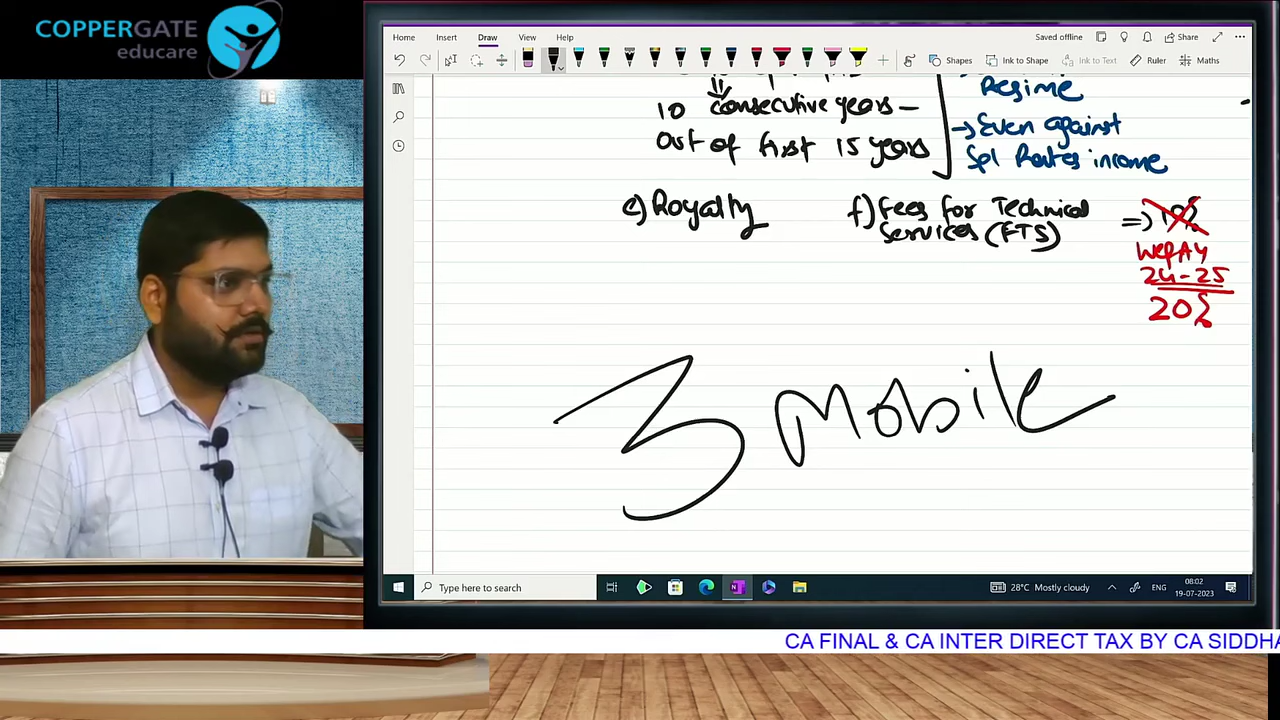 COPPERGATE
educare
Home Insert Draw View Help
Saved offline
Share
Shapes Ink to Shape Ink to Text Ruler Maths
10 consecutive years –
out of first 15 years
Regime
→ Even against
Spl Rates income
e) Royalty
f) Fees for Technical
Services (FTS)
=> 10%
WEF AY
24-25
20%
3 Mobile
Type here to search
28°C Mostly cloudy
ENG
08:02
19-07-2023
CA FINAL & CA INTER DIRECT TAX BY CA SIDDHA